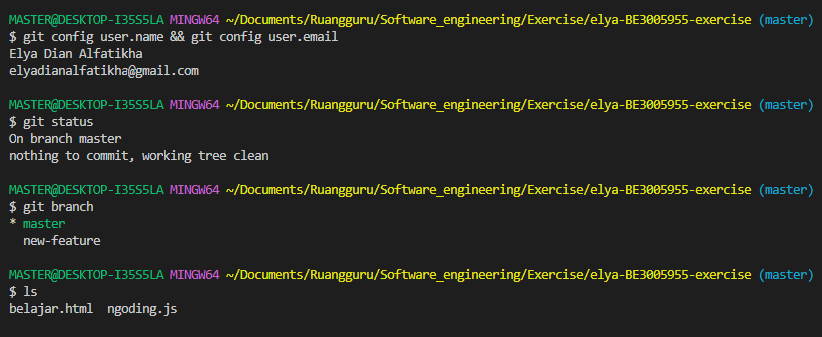 MASTER@DESKTOP-I35S5LA MINGW64 ~/Documents/Ruangguru/Software_engineering/Exercise/elya-BE3005955-exercise (master)
$ git config user.name && git config user.email
Elya Dian Alfatikha
elyadianalfatikha@gmail.com
MASTER@DESKTOP-I35S5LA MINGW64 ~/Documents/Ruangguru/Software_engineering/Exercise/elya-BE3005955-exercise (master)
$ git status
On branch master
nothing to commit, working tree clean
MASTER@DESKTOP-I35S5LA MINGW64 ~/Documents/Ruangguru/Software_engineering/Exercise/elya-BE3005955-exercise (master)
$ git branch
* master
  new-feature
MASTER@DESKTOP-I35S5LA MINGW64 ~/Documents/Ruangguru/Software_engineering/Exercise/elya-BE3005955-exercise (master)
$ ls
belajar.html  ngoding.js